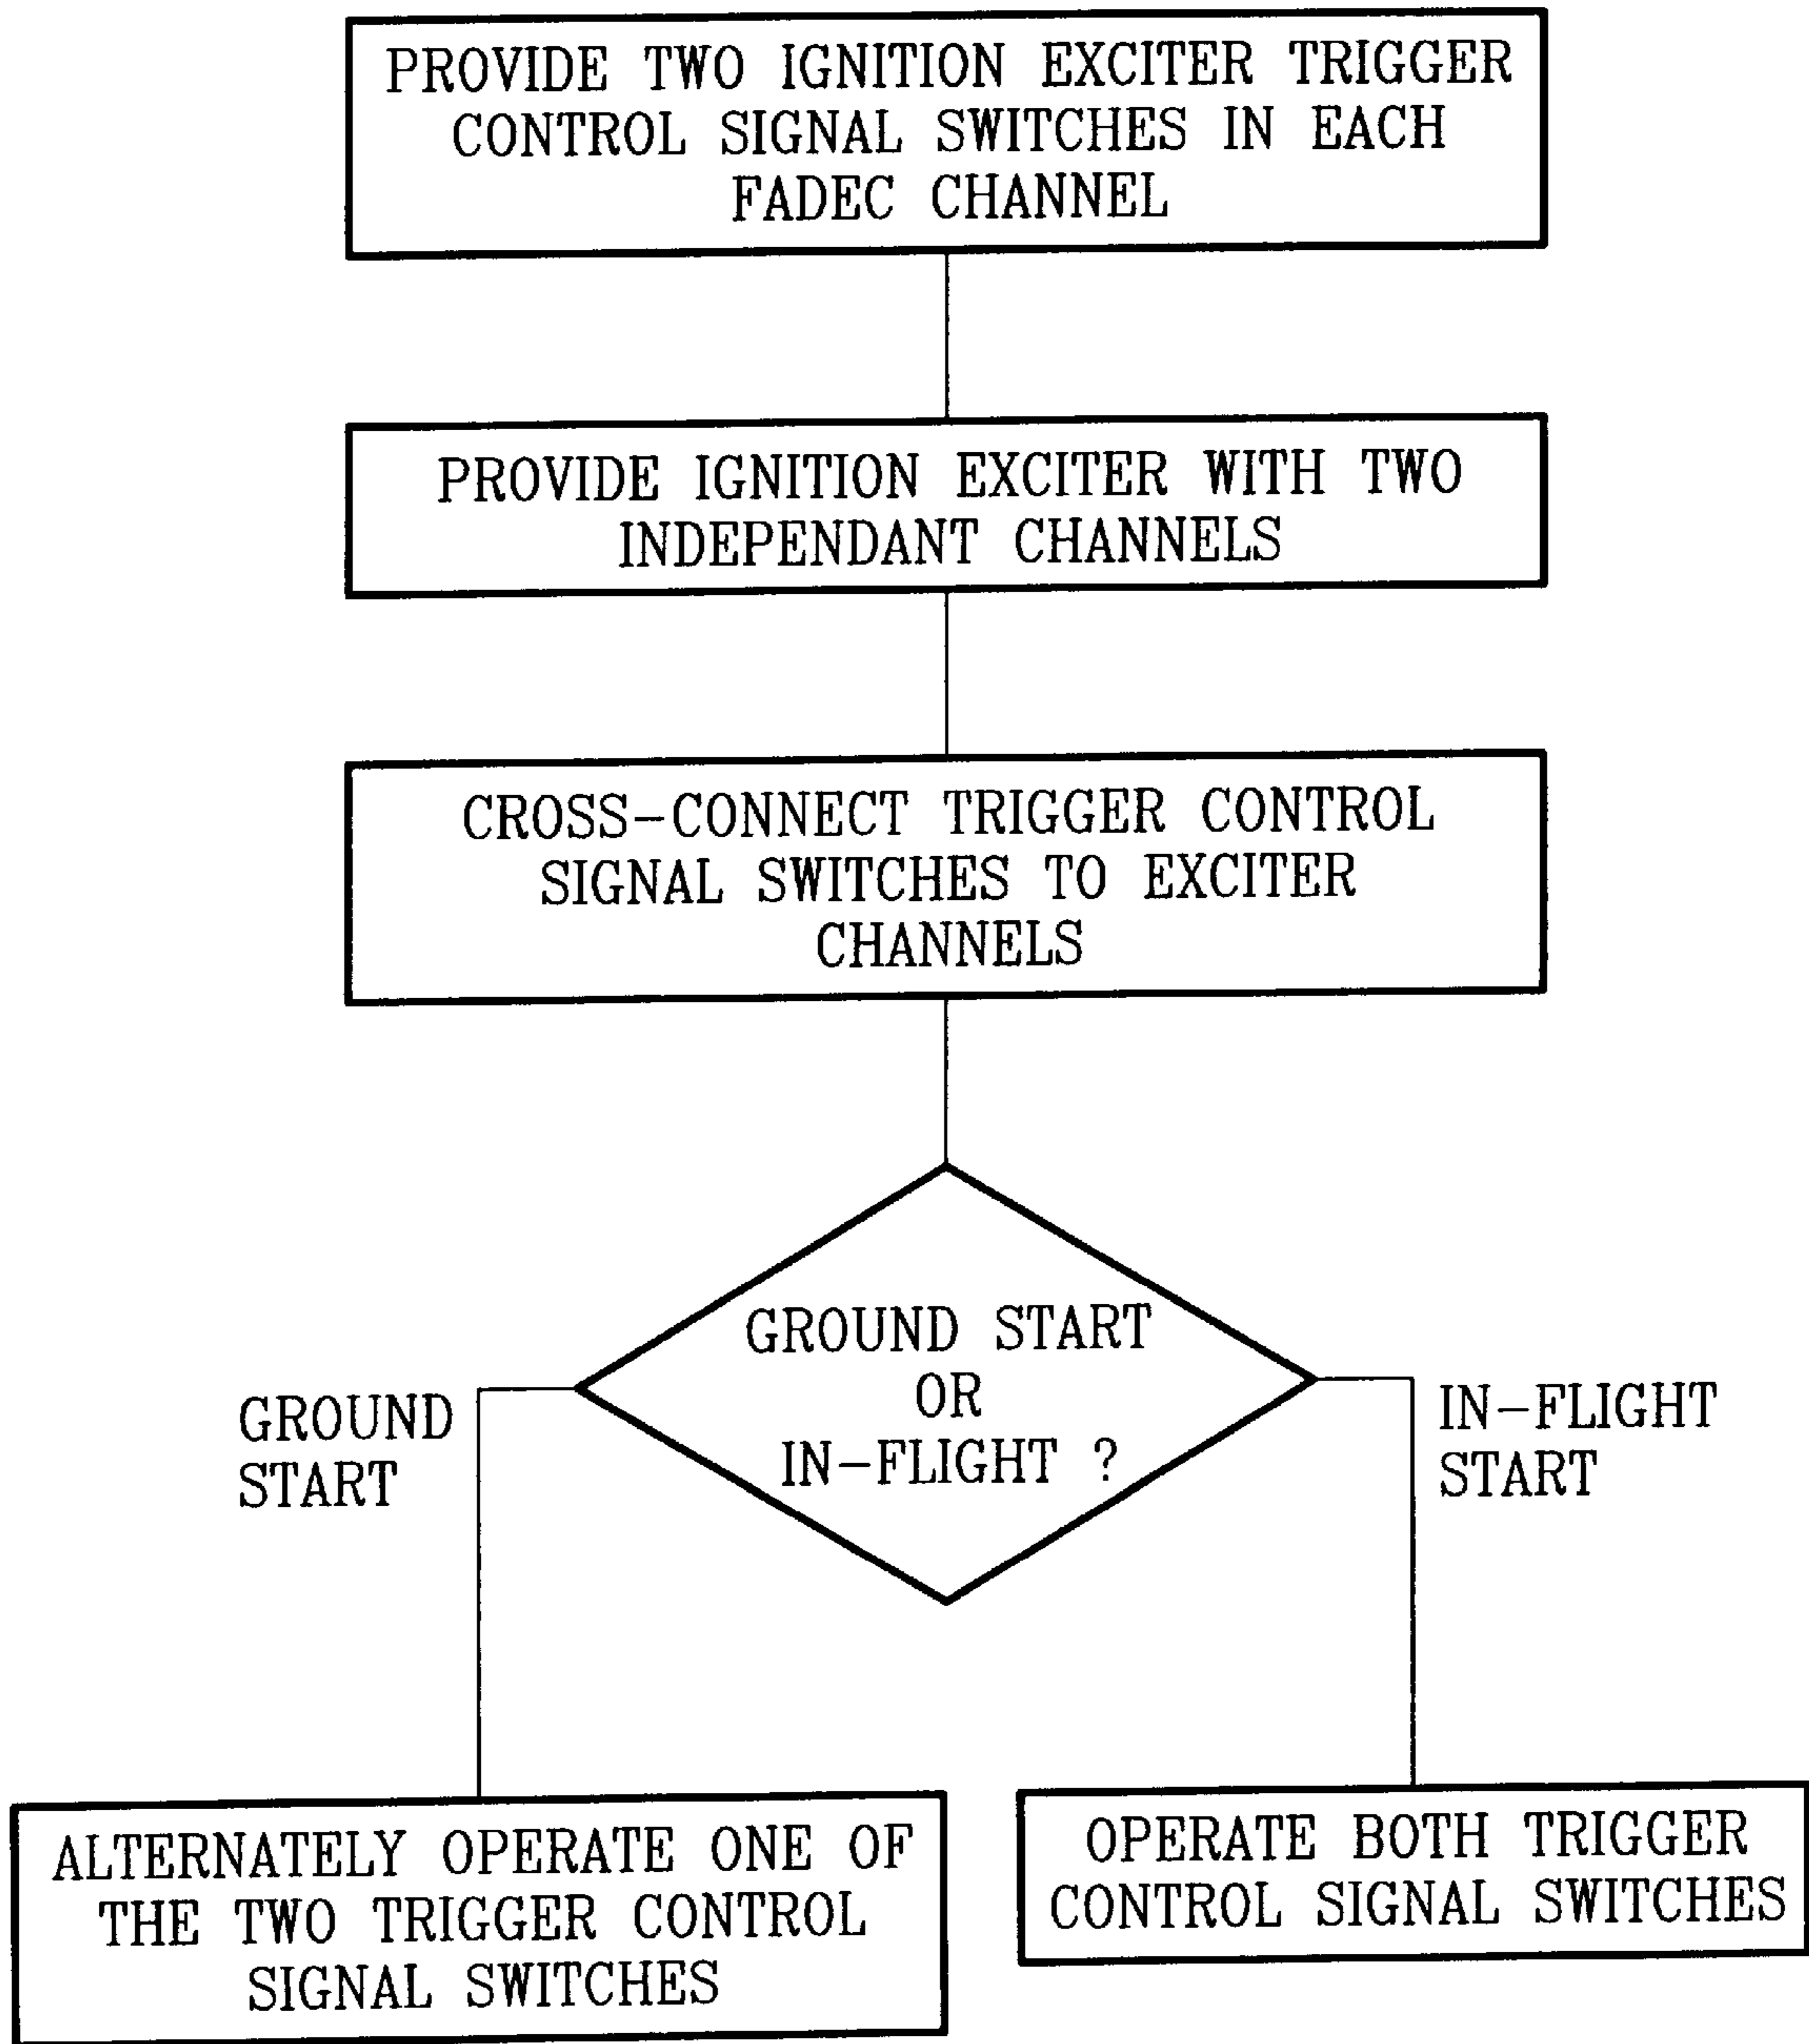 PROVIDE TWO IGNITION EXCITER TRIGGER
CONTROL SIGNAL SWITCHES IN EACH
FADEC CHANNEL
PROVIDE IGNITION EXCITER WITH TWO
INDEPENDANT CHANNELS
CROSS-CONNECT TRIGGER CONTROL
SIGNAL SWITCHES TO EXCITER
CHANNELS
GROUND START
OR
IN-FLIGHT ?
GROUND
START
IN-FLIGHT
START
ALTERNATELY OPERATE ONE OF
THE TWO TRIGGER CONTROL
SIGNAL SWITCHES
OPERATE BOTH TRIGGER
CONTROL SIGNAL SWITCHES